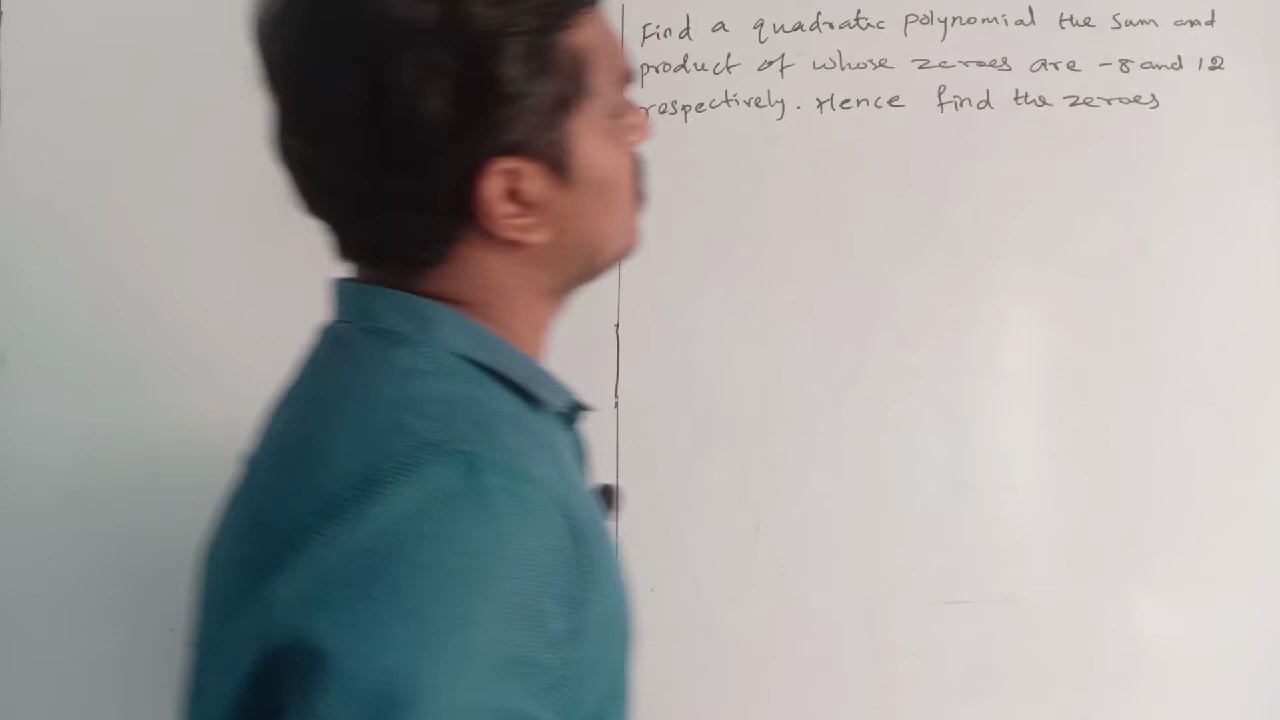 Find a quadratic polynomial the sum and
product of whose zeroes are -8 and 12
respectively. Hence find the zeroes